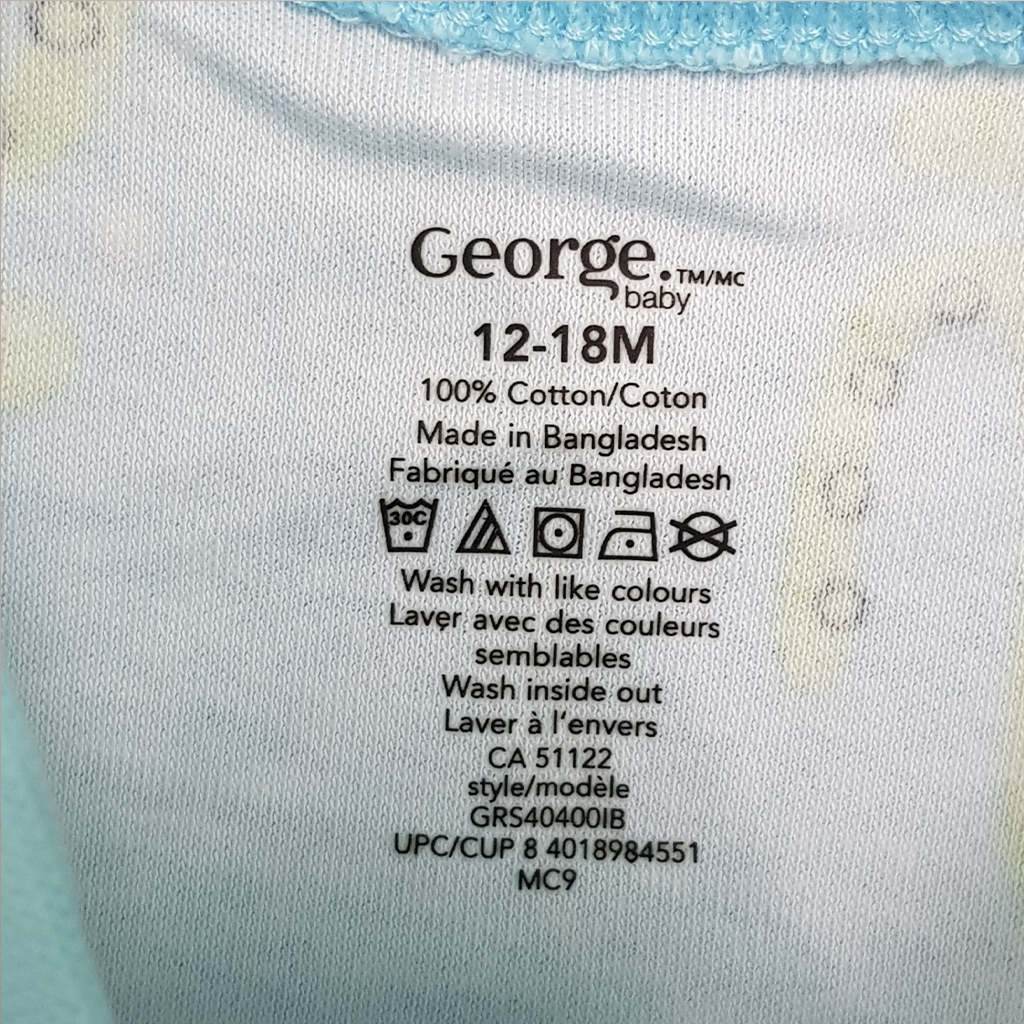 George.TM/MC
baby
12-18M
100% Cotton/Coton
Made in Bangladesh
Fabriqué au Bangladesh
30C
Wash with like colours
Laver avec des couleurs
semblables
Wash inside out
Laver à l'envers
CA 51122
style/modèle
GRS40400IB
UPC/CUP 8 4018984551
MC9